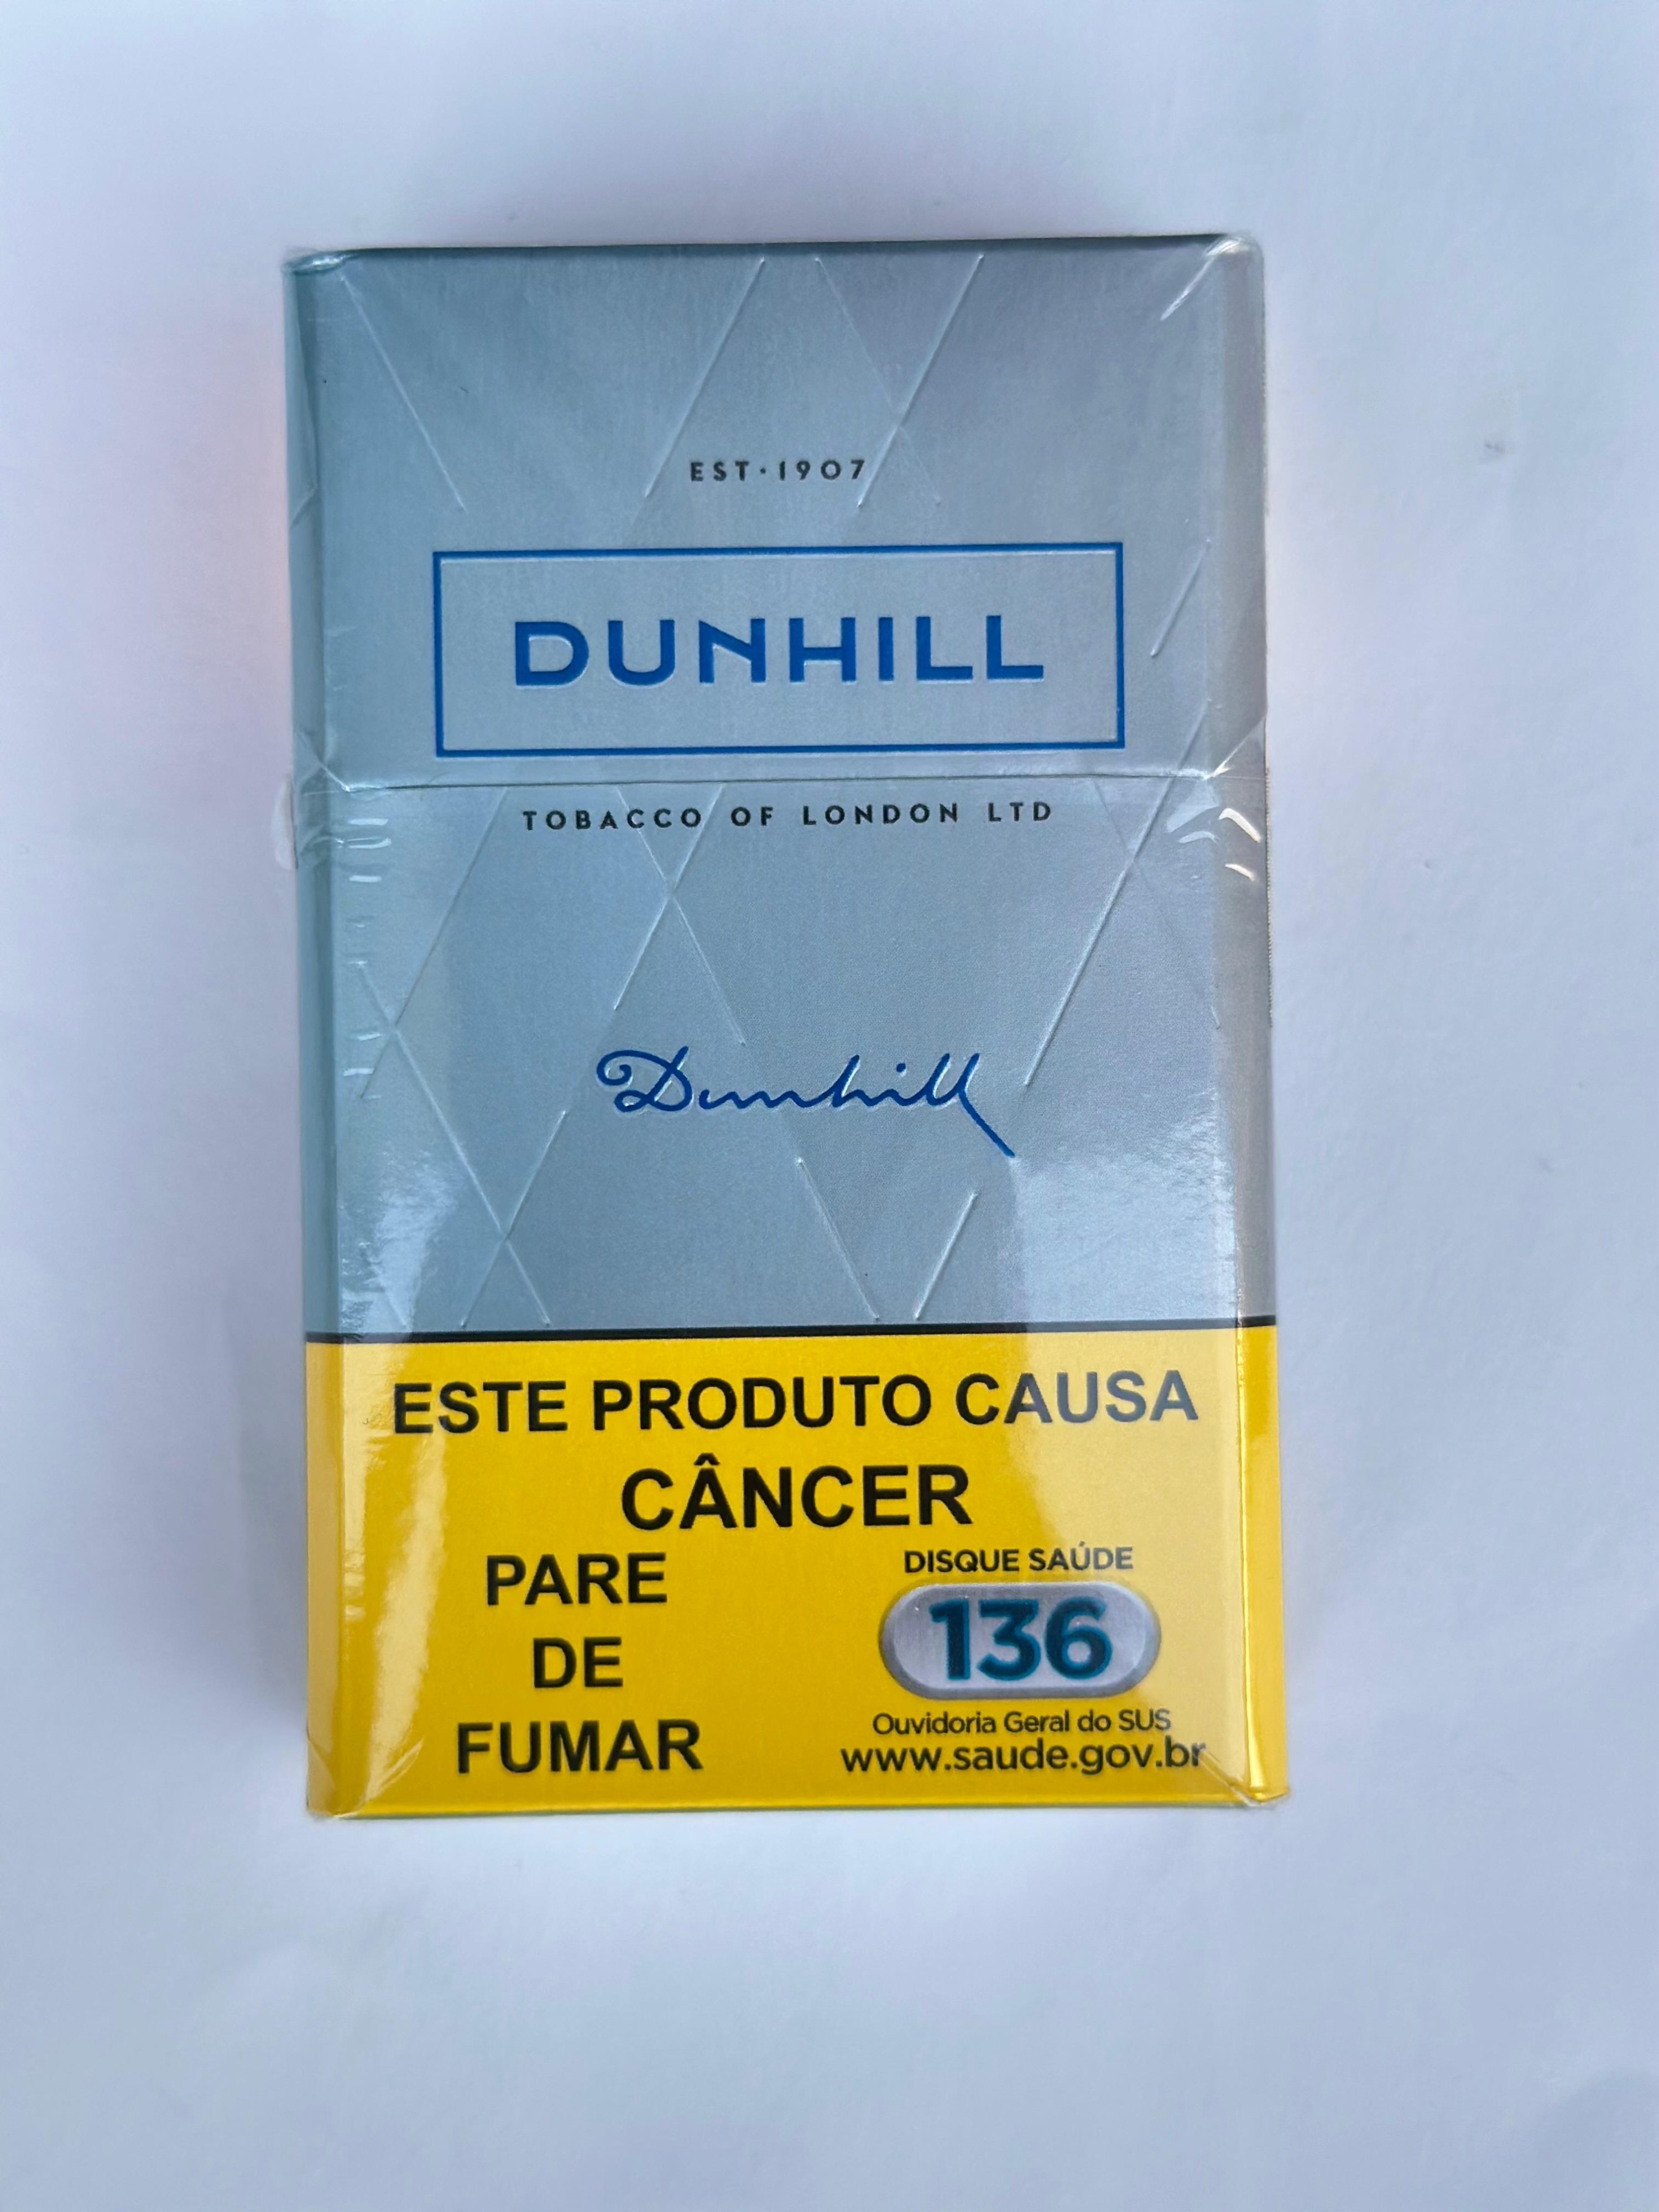 EST·1907
DUNHILL
TOBACCO OF LONDON LTD
Dunhill
ESTE PRODUTO CAUSA
CÂNCER
PARE
DE
FUMAR
DISQUE SAÚDE
136
Ouvidoria Geral do SUS
www.saude.gov.br